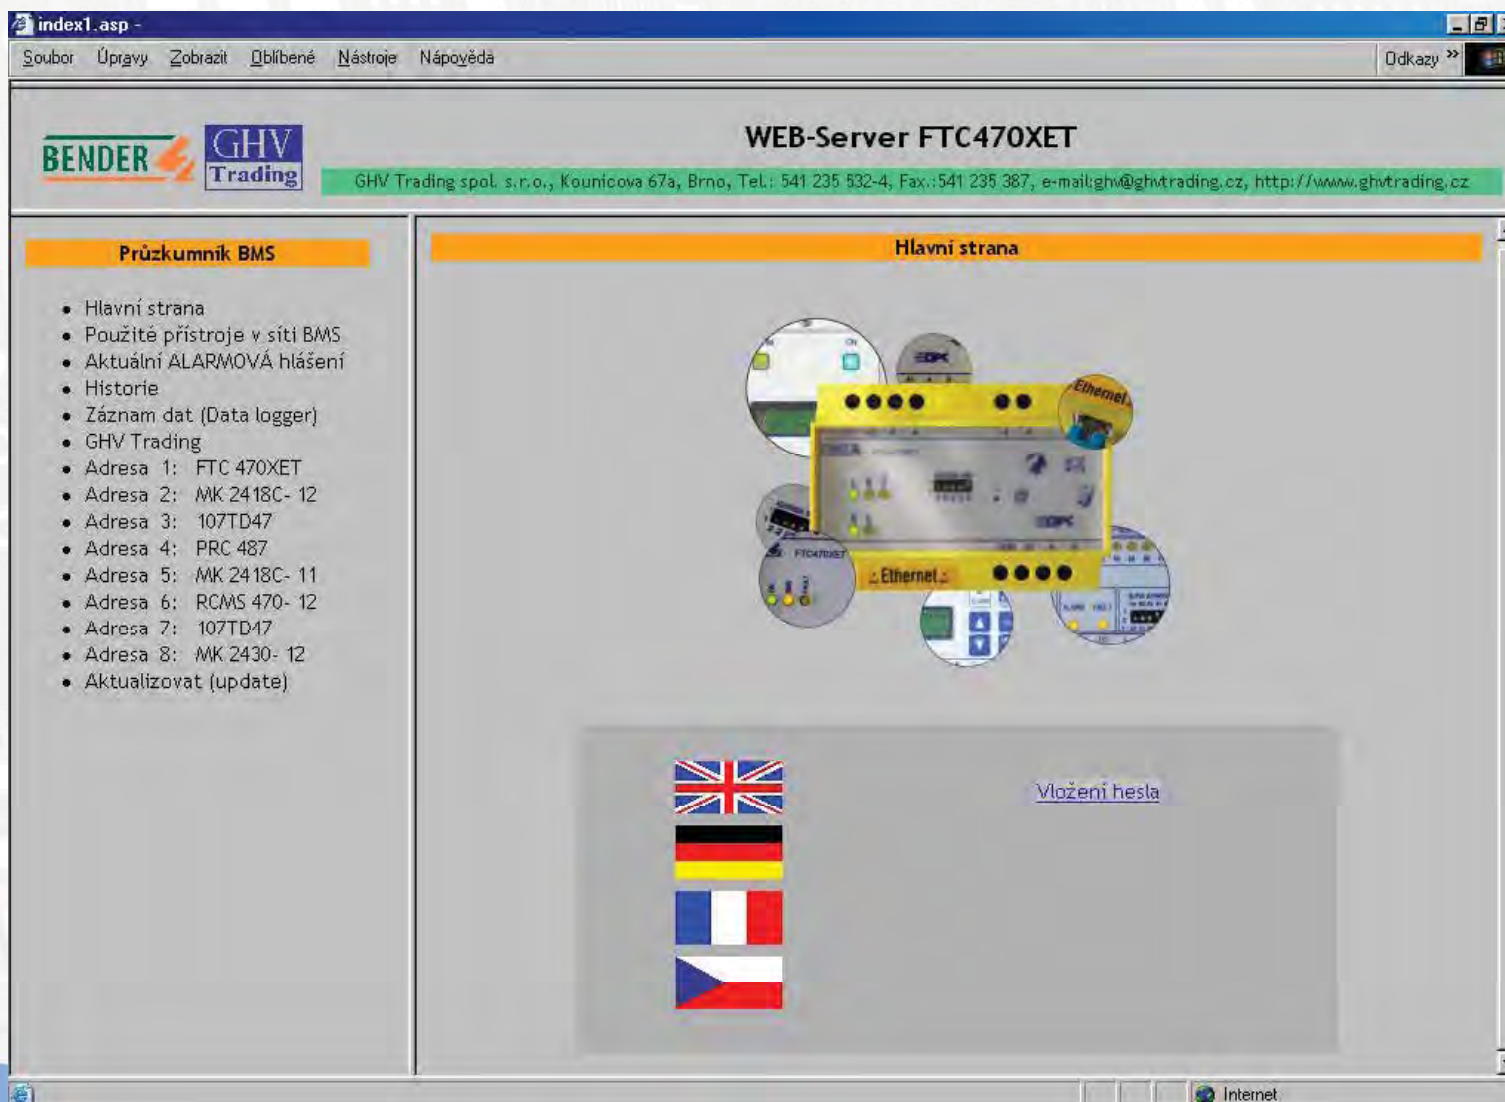 index1.asp -
Soubor Úpravy Zobrazit Oblíbené Nástroje Nápověda Odkazy »
BENDER
GHV
Trading
WEB-Server FTC470XET
GHV Trading spol. s.r.o., Kounicova 67a, Brno, Tel.: 541 235 532-4, Fax.:541 235 387, e-mail:ghv@ghvtrading.cz, http://www.ghvtrading.cz
Průzkumník BMS
Hlavní strana
Použité přístroje v síti BMS
Aktuální ALARMOVÁ hlášení
Historie
Záznam dat (Data logger)
GHV Trading
Adresa 1: FTC 470XET
Adresa 2: MK 2418C- 12
Adresa 3: 107TD47
Adresa 4: PRC 487
Adresa 5: MK 2418C- 11
Adresa 6: RCMS 470- 12
Adresa 7: 107TD47
Adresa 8: MK 2430- 12
Aktualizovat (update)
Hlavní strana
ON
Ethernet
FTC470XET
Ethernet
Vložení hesla
Internet